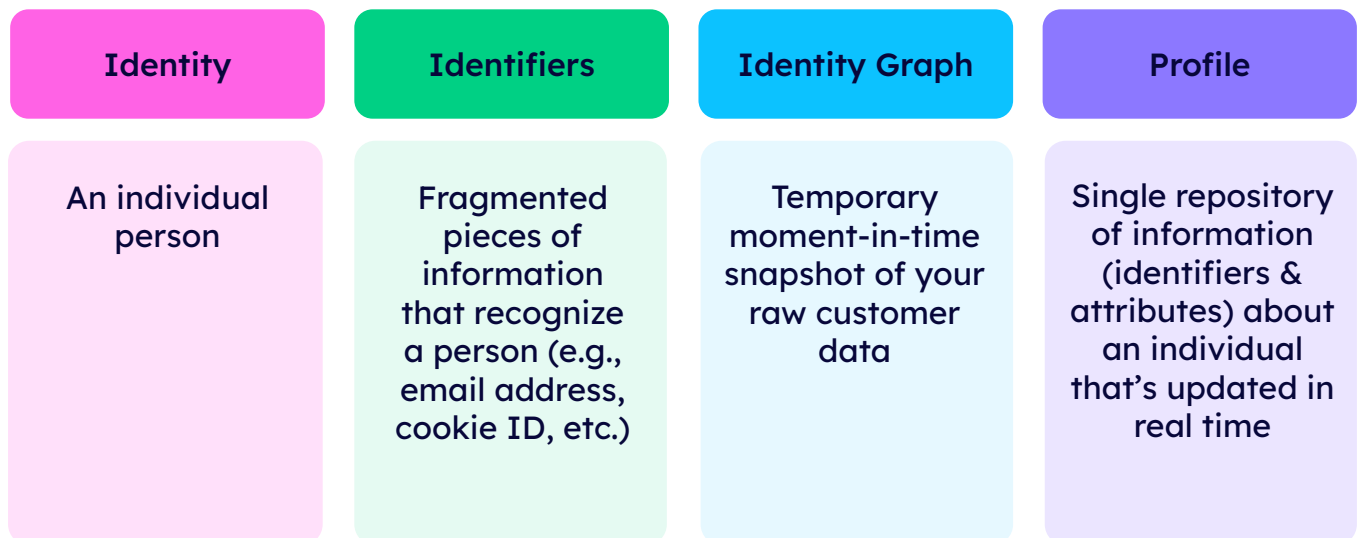 Identity
Identifiers
Identity Graph
Profile
An individual
person
Fragmented
pieces of
information
that recognize
a person (e.g.,
email address,
cookie ID, etc.)
Temporary
moment-in-time
snapshot of your
raw customer
data
Single repository
of information
(identifiers &
attributes) about
an individual
that’s updated in
real time